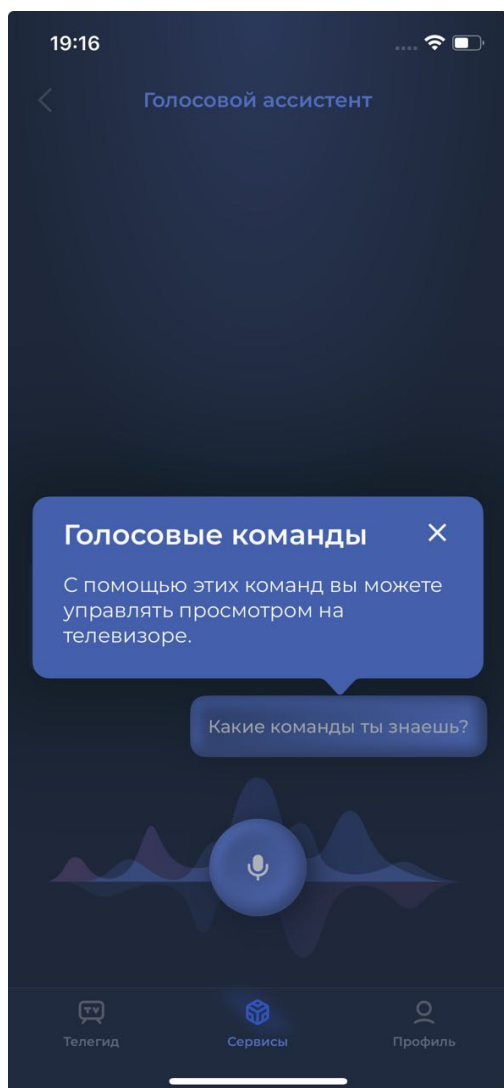 19:16
Голосовой ассистент
Голосовые команды
С помощью этих команд вы можете
управлять просмотром на
телевизоре.
Какие команды ты знаешь?
TV
Телегид
Сервисы
Профиль